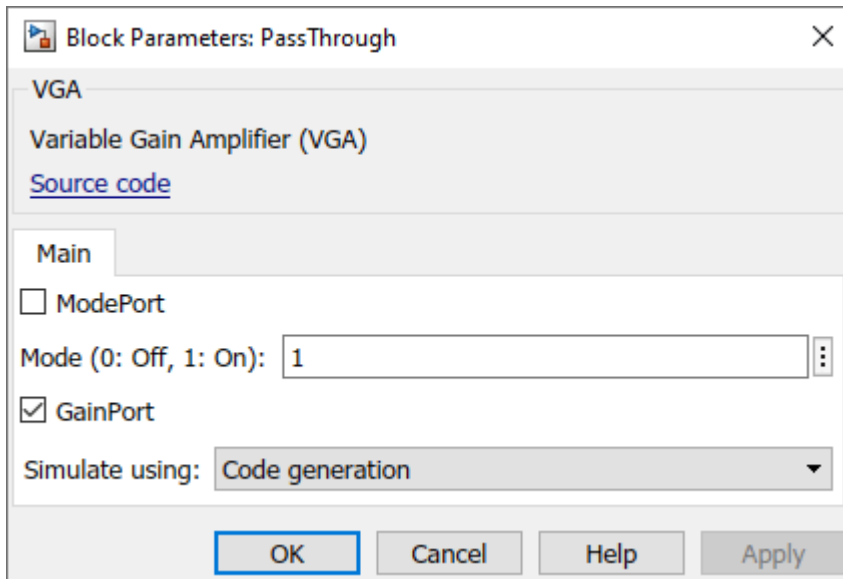 Block Parameters: PassThrough
VGA
Variable Gain Amplifier (VGA)
Source code
Main
ModePort
Mode (0: Off, 1: On): 1
GainPort
Simulate using: Code generation
OK Cancel Help Apply